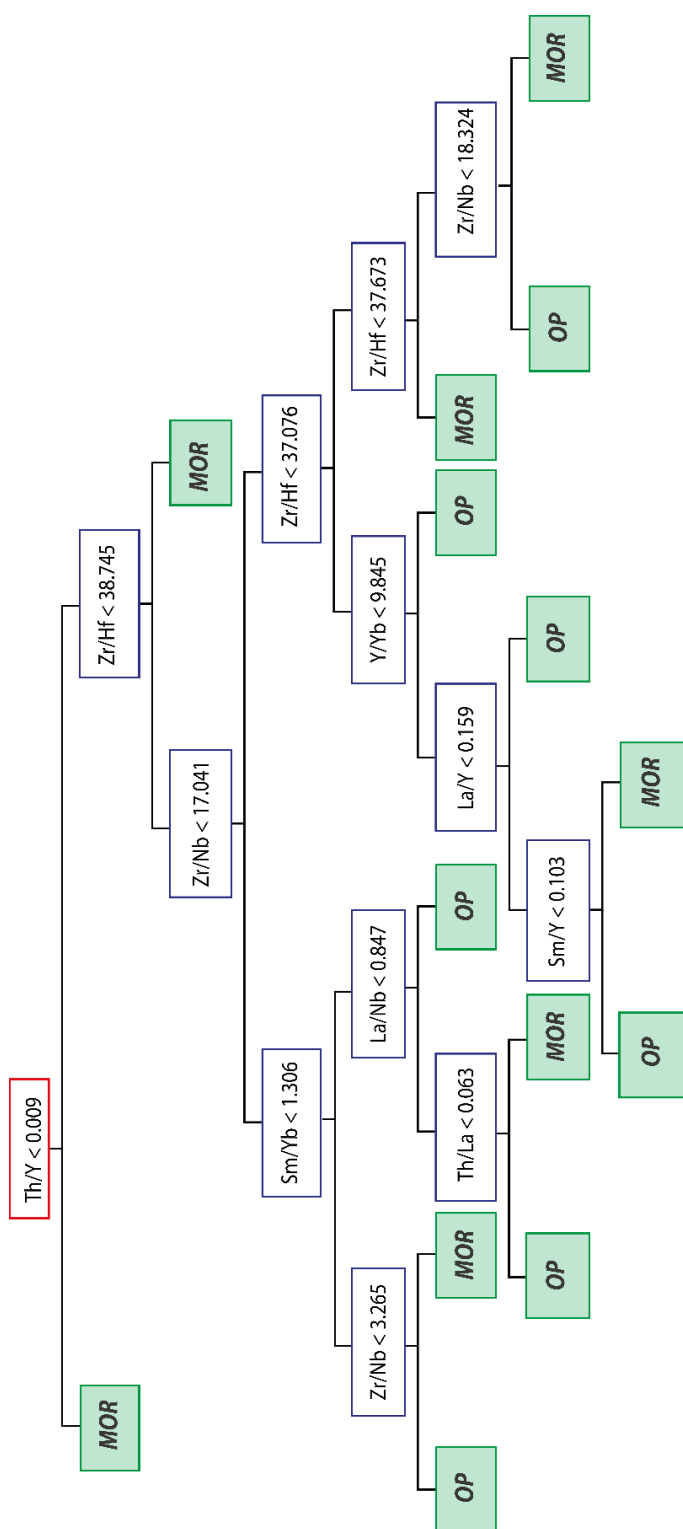 Th/Y < 0.009
MOR
Zr/Hf < 38.745
Zr/Nb < 17.041
MOR
Sm/Yb < 1.306
Zr/Hf < 37.076
Zr/Nb < 3.265
La/Nb < 0.847
Y/Yb < 9.845
Zr/Hf < 37.673
OP
MOR
Th/La < 0.063
OP
La/Y < 0.159
OP
MOR
Zr/Nb < 18.324
OP
MOR
Sm/Y < 0.103
OP
OP
MOR
OP
MOR